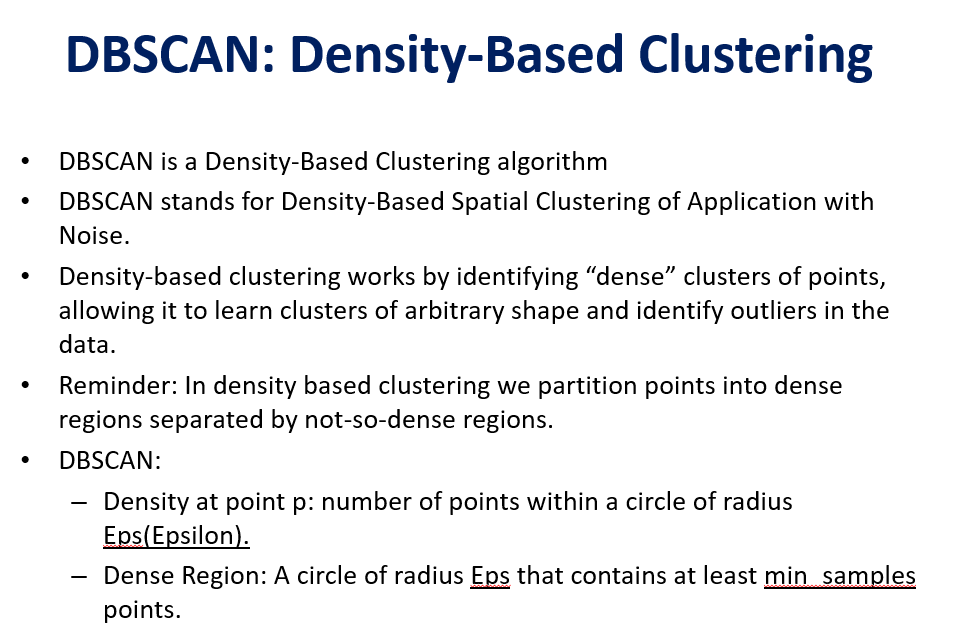 DBSCAN: Density-Based Clustering
• DBSCAN is a Density-Based Clustering algorithm
• DBSCAN stands for Density-Based Spatial Clustering of Application with
Noise.
• Density-based clustering works by identifying “dense” clusters of points,
allowing it to learn clusters of arbitrary shape and identify outliers in the
data.
• Reminder: In density based clustering we partition points into dense
regions separated by not-so-dense regions.
• DBSCAN:
– Density at point p: number of points within a circle of radius
Eps(Epsilon).
– Dense Region: A circle of radius Eps that contains at least min_samples
points.